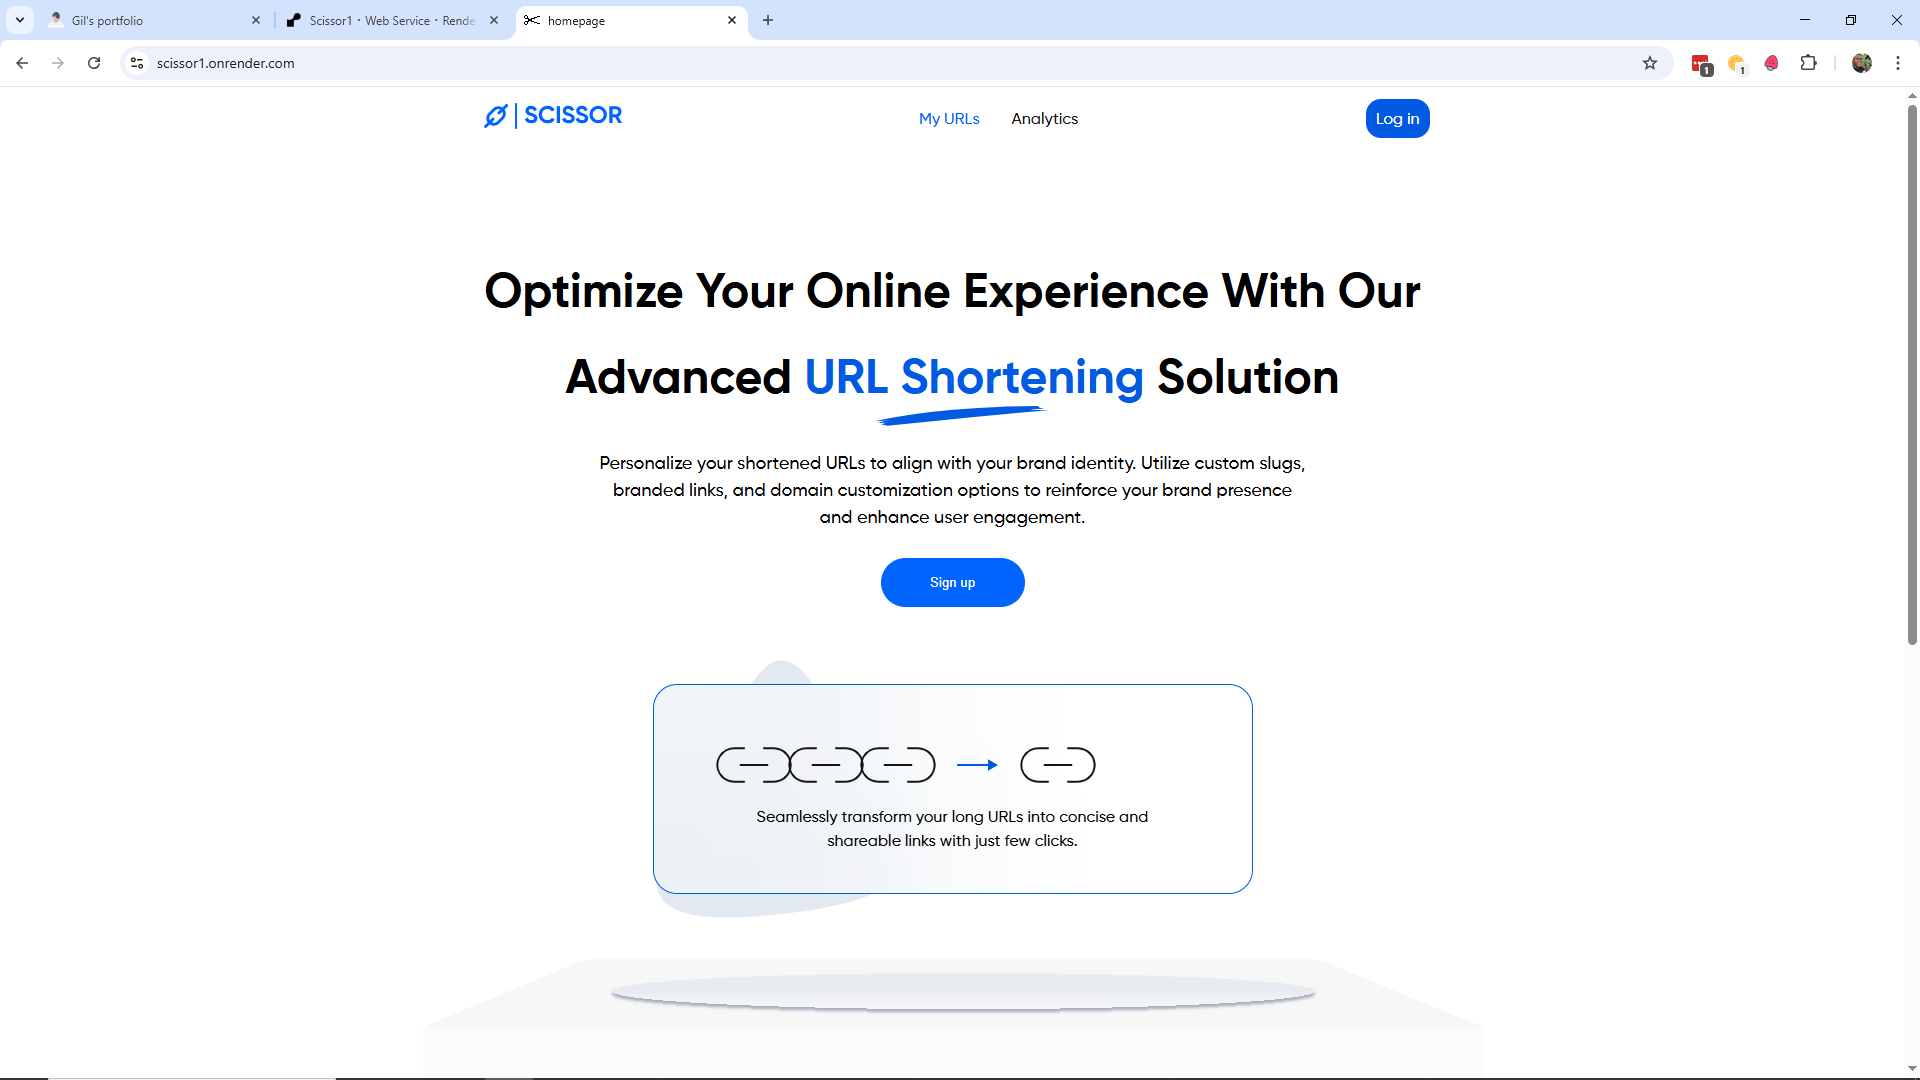 Gil's portfolio
Scissor1 · Web Service · Rende
homepage
scissor1.onrender.com
1
1
SCISSOR
My URLs
Analytics
Log in
Optimize Your Online Experience With Our
Advanced URL Shortening Solution
Personalize your shortened URLs to align with your brand identity. Utilize custom slugs,
branded links, and domain customization options to reinforce your brand presence
and enhance user engagement.
Sign up
Seamlessly transform your long URLs into concise and
shareable links with just few clicks.